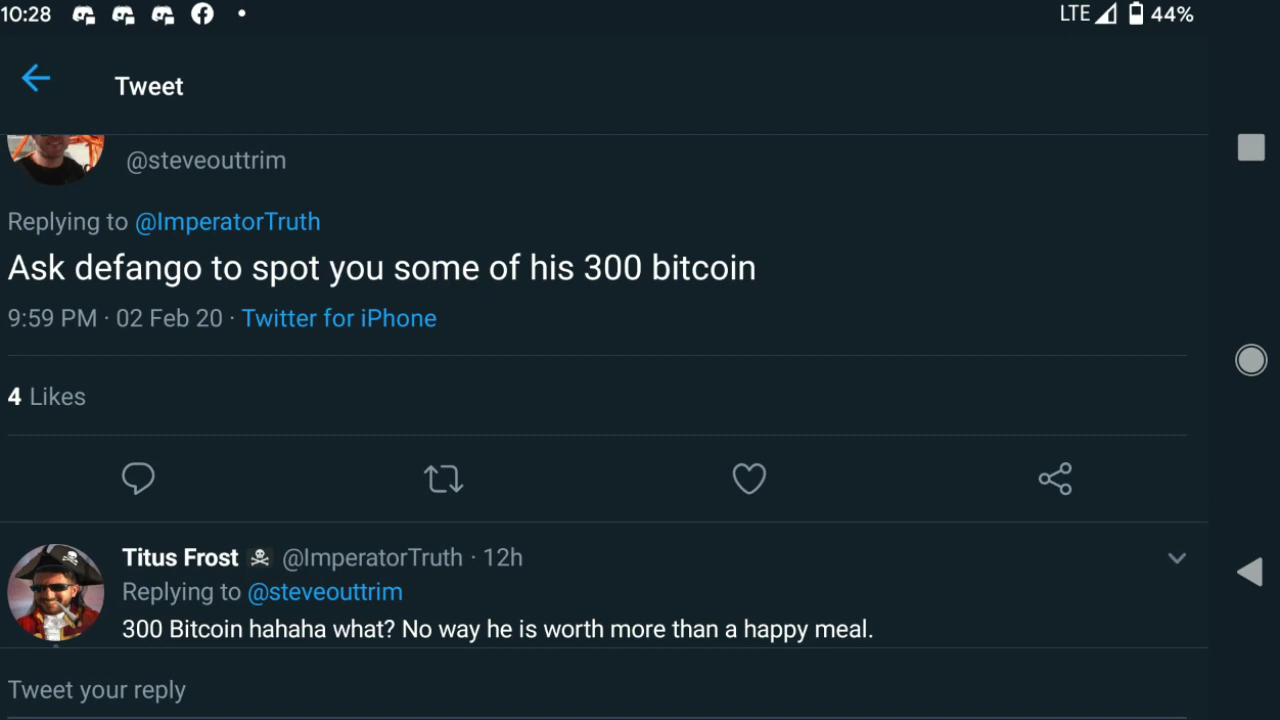 10:28 LTE 44%
Tweet
@steveouttrim
Replying to @ImperatorTruth
Ask defango to spot you some of his 300 bitcoin
9:59 PM · 02 Feb 20 · Twitter for iPhone
4 Likes
Titus Frost ☠ @ImperatorTruth · 12h
Replying to @steveouttrim
300 Bitcoin hahaha what? No way he is worth more than a happy meal.
Tweet your reply